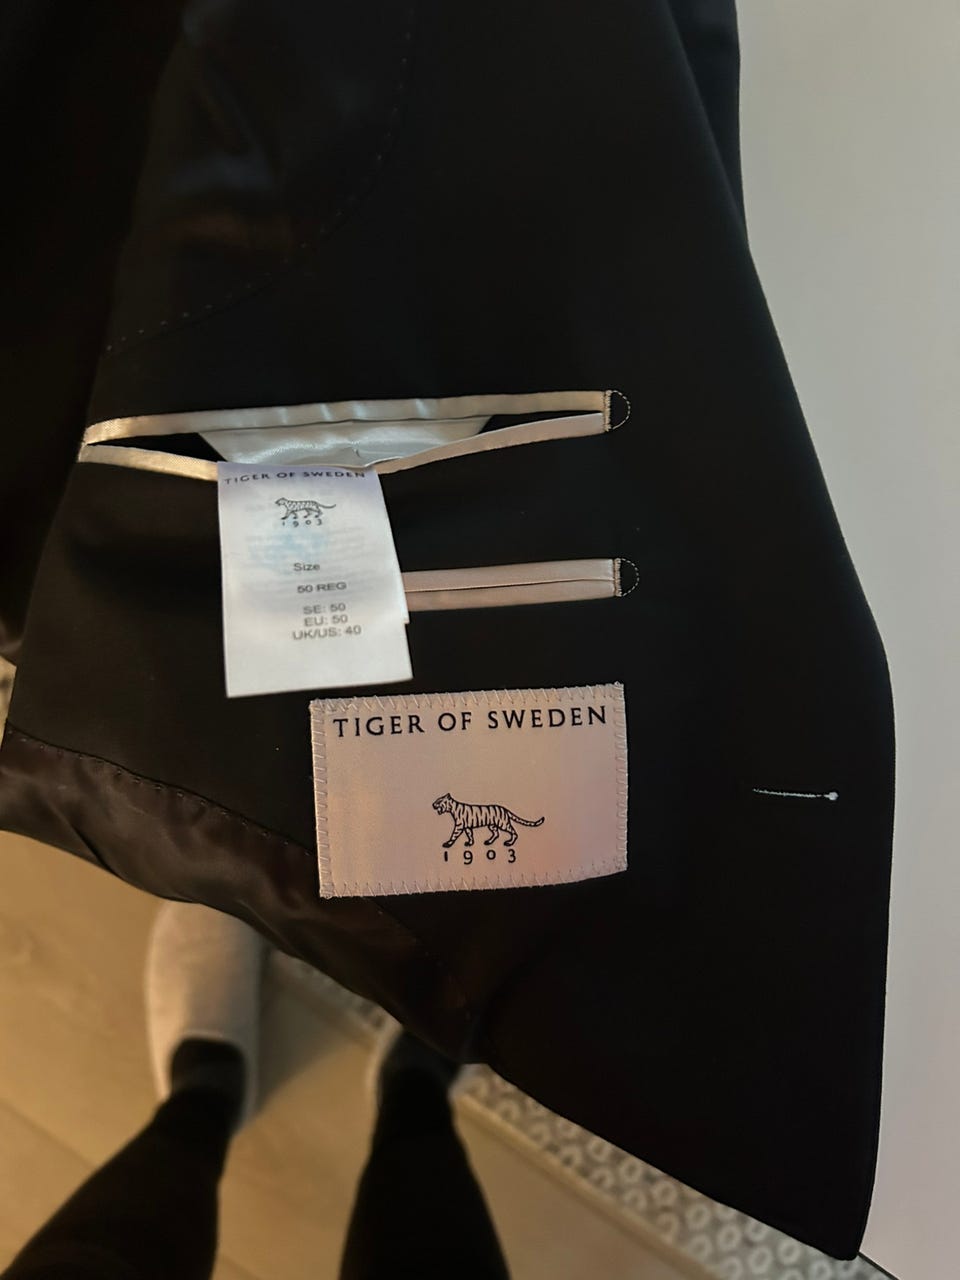 TIGER OF SWEDEN
1903
Size
50 REG
SE: 50
EU: 50
UK/US: 40
TIGER OF SWEDEN
1903